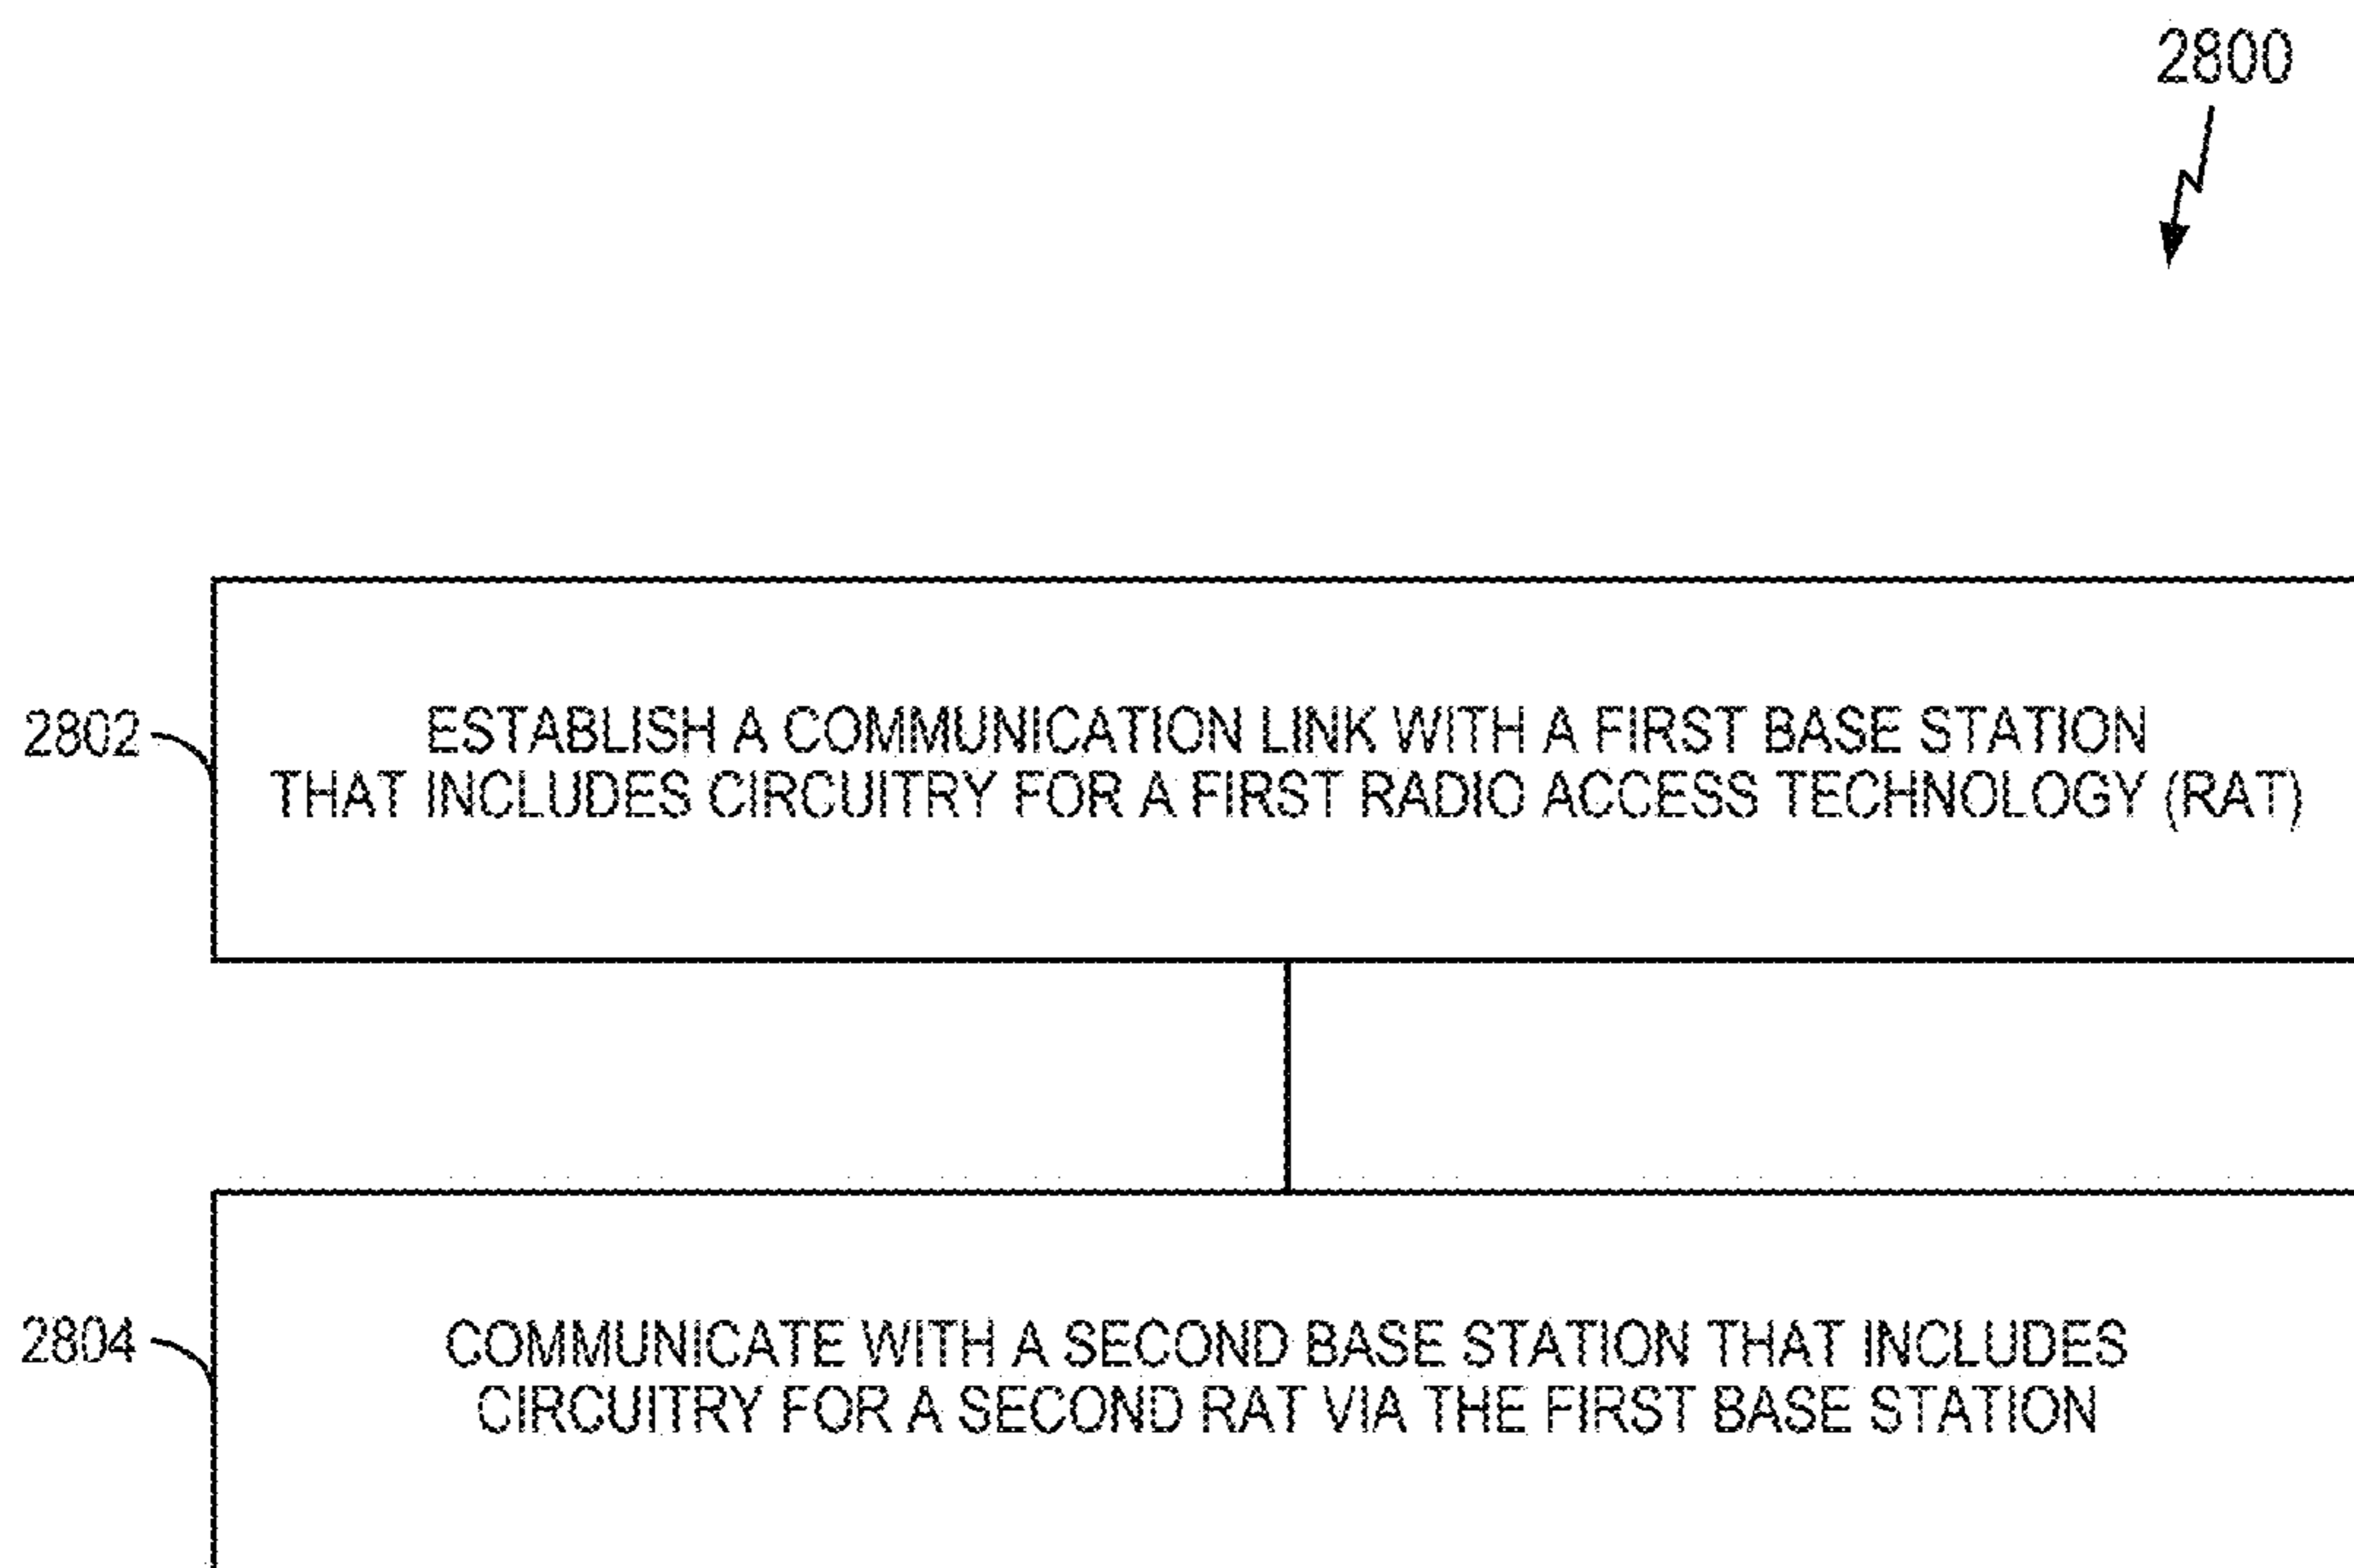 2800
2802
ESTABLISH A COMMUNICATION LINK WITH A FIRST BASE STATION
THAT INCLUDES CIRCUITRY FOR A FIRST RADIO ACCESS TECHNOLOGY (RAT)
2804
COMMUNICATE WITH A SECOND BASE STATION THAT INCLUDES
CIRCUITRY FOR A SECOND RAT VIA THE FIRST BASE STATION